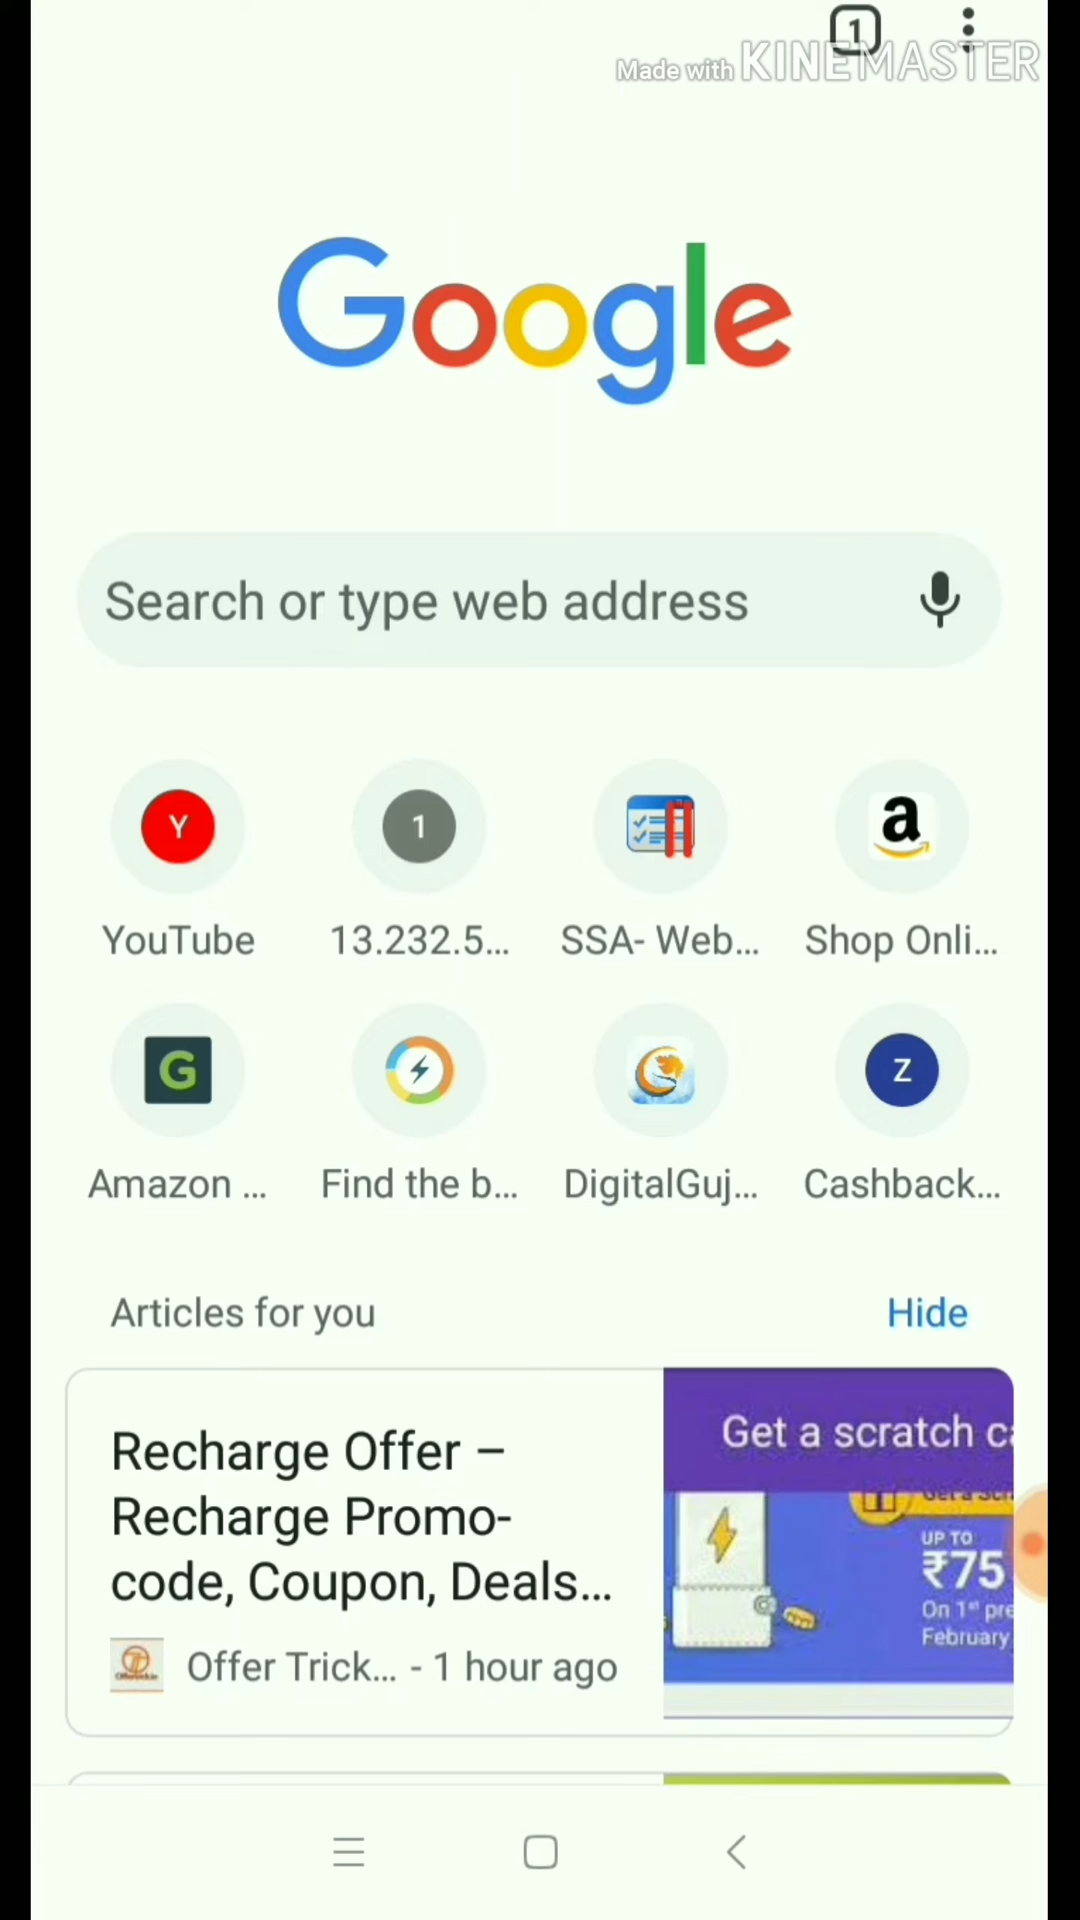 1
Made with KINEMASTER
Google
Search or type web address
Y
1
a
YouTube
13.232.5...
SSA- Web...
Shop Onli...
G
Z
Amazon ...
Find the b...
DigitalGuj...
Cashback...
Articles for you
Hide
Recharge Offer –
Recharge Promo-
code, Coupon, Deals...
Offer Trick... - 1 hour ago
Get a scratch ca
UP TO
₹75
On 1st pre
February